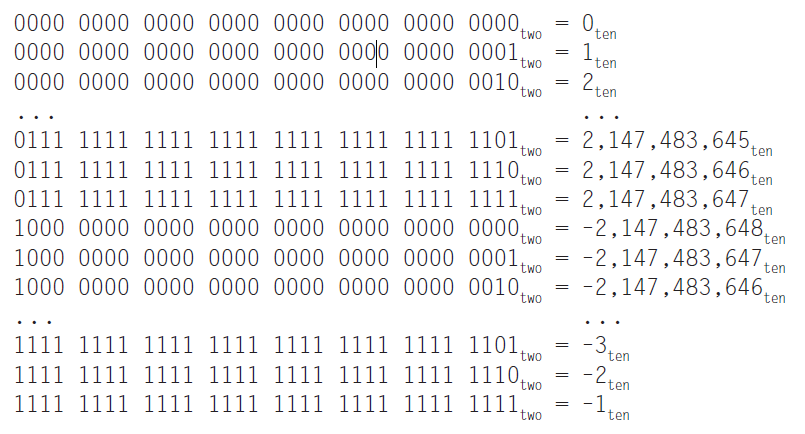 0000 0000 0000 0000 0000 0000 0000 0000two = 0ten
0000 0000 0000 0000 0000 0000 0000 0001two = 1ten
0000 0000 0000 0000 0000 0000 0000 0010two = 2ten
... ...
0111 1111 1111 1111 1111 1111 1111 1101two = 2,147,483,645ten
0111 1111 1111 1111 1111 1111 1111 1110two = 2,147,483,646ten
0111 1111 1111 1111 1111 1111 1111 1111two = 2,147,483,647ten
1000 0000 0000 0000 0000 0000 0000 0000two = -2,147,483,648ten
1000 0000 0000 0000 0000 0000 0000 0001two = -2,147,483,647ten
1000 0000 0000 0000 0000 0000 0000 0010two = -2,147,483,646ten
... ...
1111 1111 1111 1111 1111 1111 1111 1101two = -3ten
1111 1111 1111 1111 1111 1111 1111 1110two = -2ten
1111 1111 1111 1111 1111 1111 1111 1111two = -1ten